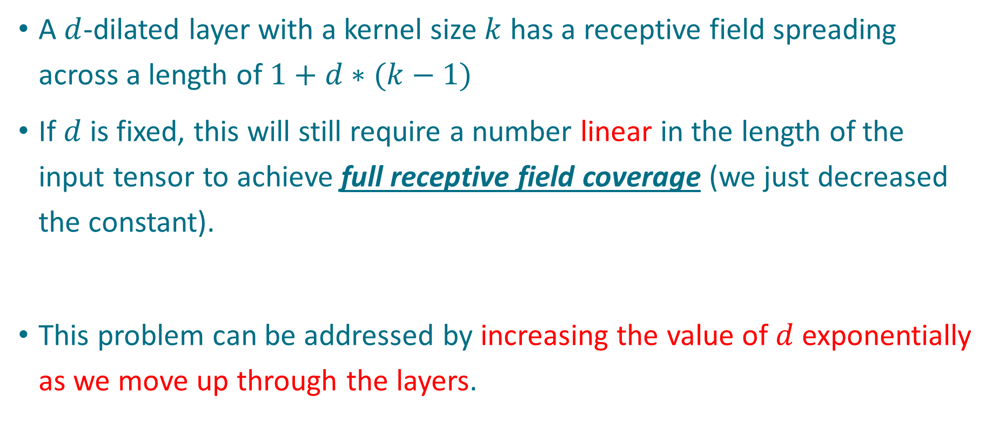 • A d-dilated layer with a kernel size k has a receptive field spreading
across a length of 1 + d ∗ (k − 1)
• If d is fixed, this will still require a number linear in the length of the
input tensor to achieve full receptive field coverage (we just decreased
the constant).
• This problem can be addressed by increasing the value of d exponentially
as we move up through the layers.